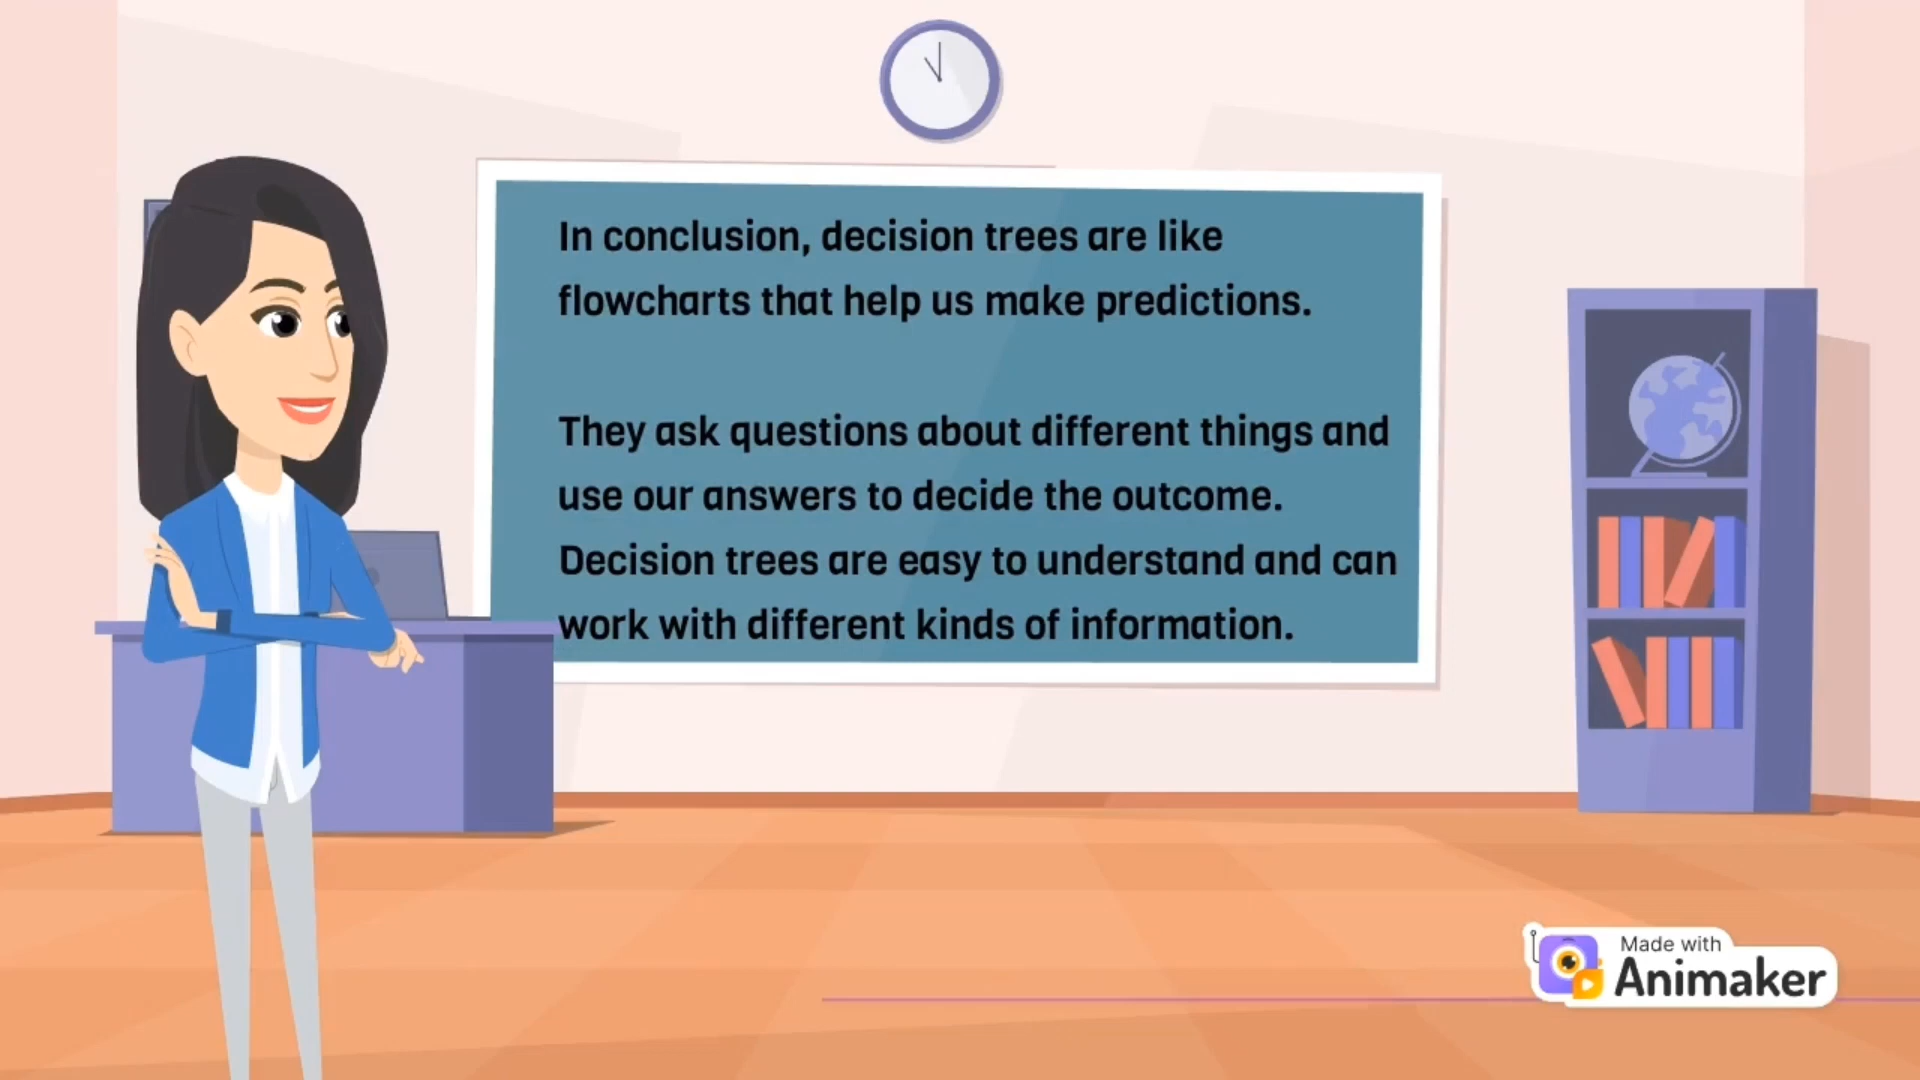 In conclusion, decision trees are like
flowcharts that help us make predictions.
They ask questions about different things and
use our answers to decide the outcome.
Decision trees are easy to understand and can
work with different kinds of information.
Made with
Animaker